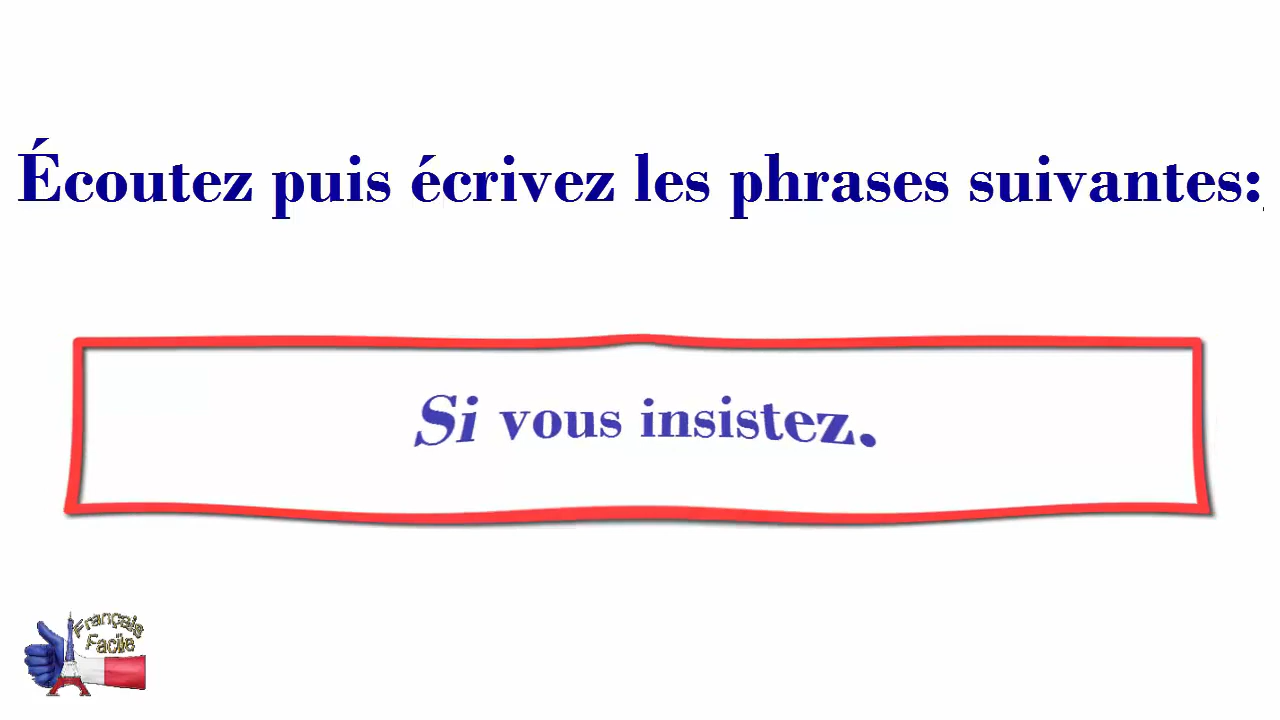 Écoutez puis écrivez les phrases suivantes:
Si vous insistez.
Français
Facile